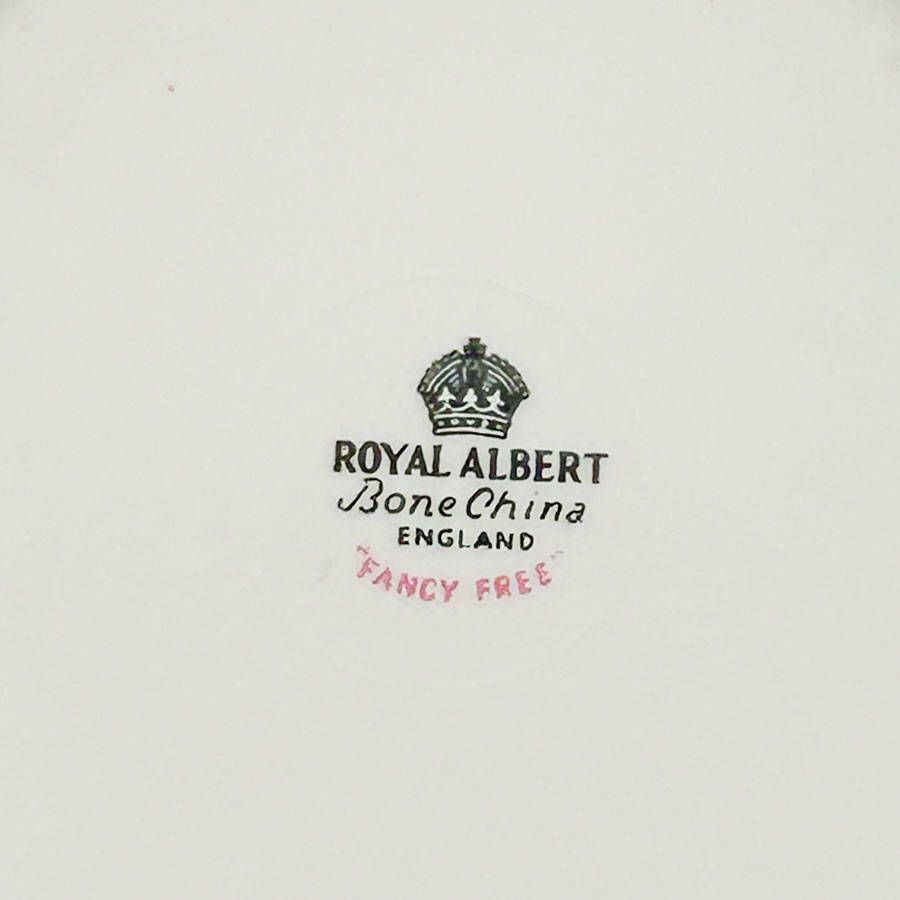 ROYAL ALBERT
Bone China
ENGLAND
"FANCY FREE"